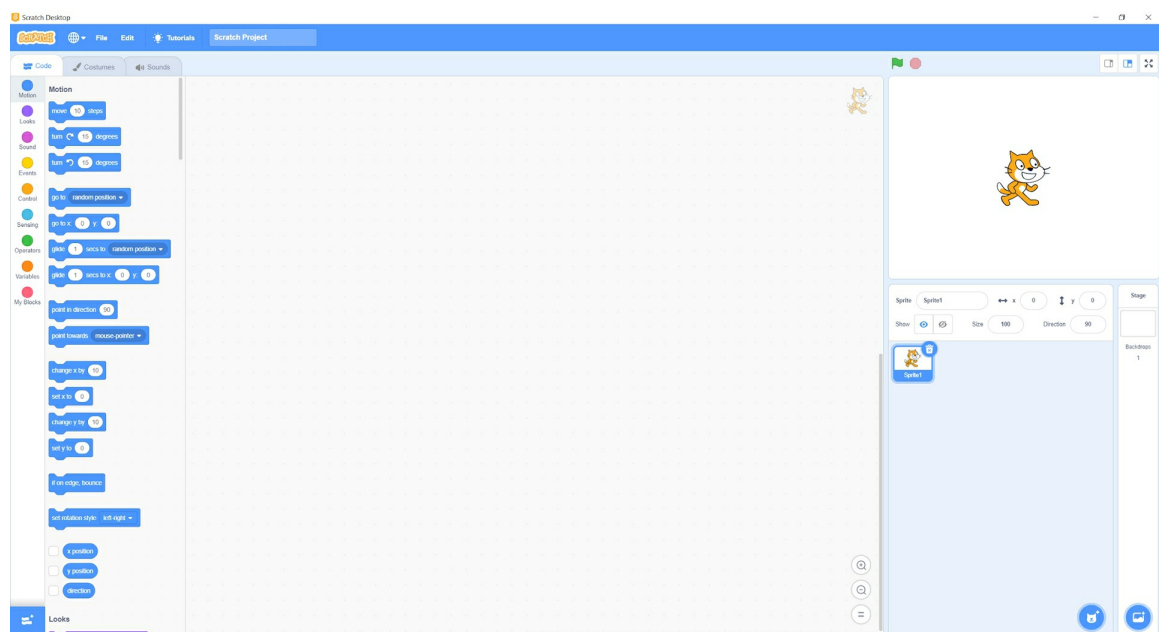 Scratch Desktop
SCRATCH
File Edit Tutorials Scratch Project
Code Costumes Sounds
Motion
Looks
Sound
Events
Control
Sensing
Operators
Variables
My Blocks
Motion
move 10 steps
turn 15 degrees
turn 15 degrees
go to random position
go to x: 0 y: 0
glide 1 secs to random position
glide 1 secs to x: 0 y: 0
point in direction 90
point towards mouse-pointer
change x by 10
set x to 0
change y by 10
set y to 0
if on edge, bounce
set rotation style left-right
x position
y position
direction
Looks
Sprite Sprite1 x 0 y 0
Show Size 100 Direction 90
Sprite1
Stage
Backdrops
1